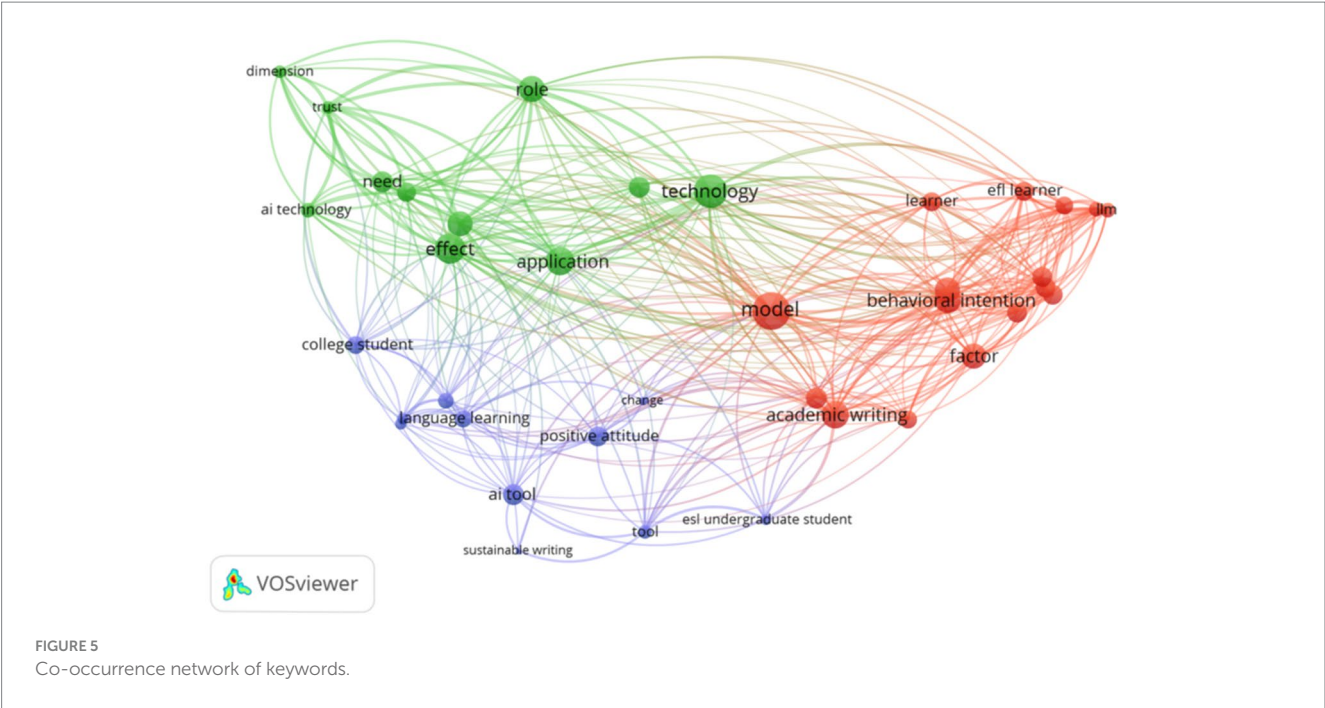 dimension
trust
role
need
technology
ai technology
learner
efl learner
llm
effect
application
model
behavioral intention
college student
factor
change
language learning
positive attitude
academic writing
ai tool
tool
esl undergraduate student
sustainable writing
VOSviewer
FIGURE 5
Co-occurrence network of keywords.